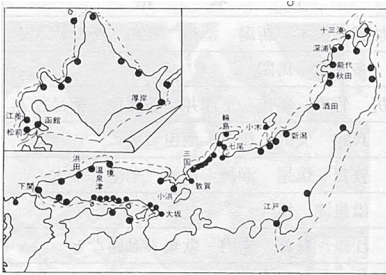 十三湊
深浦
能代
秋田
酒田
厚岸
江差
函館
松前
輪島
小木
新潟
七尾
三国
浜田
温泉津
境
敦賀
小浜
下関
大坂
江戸